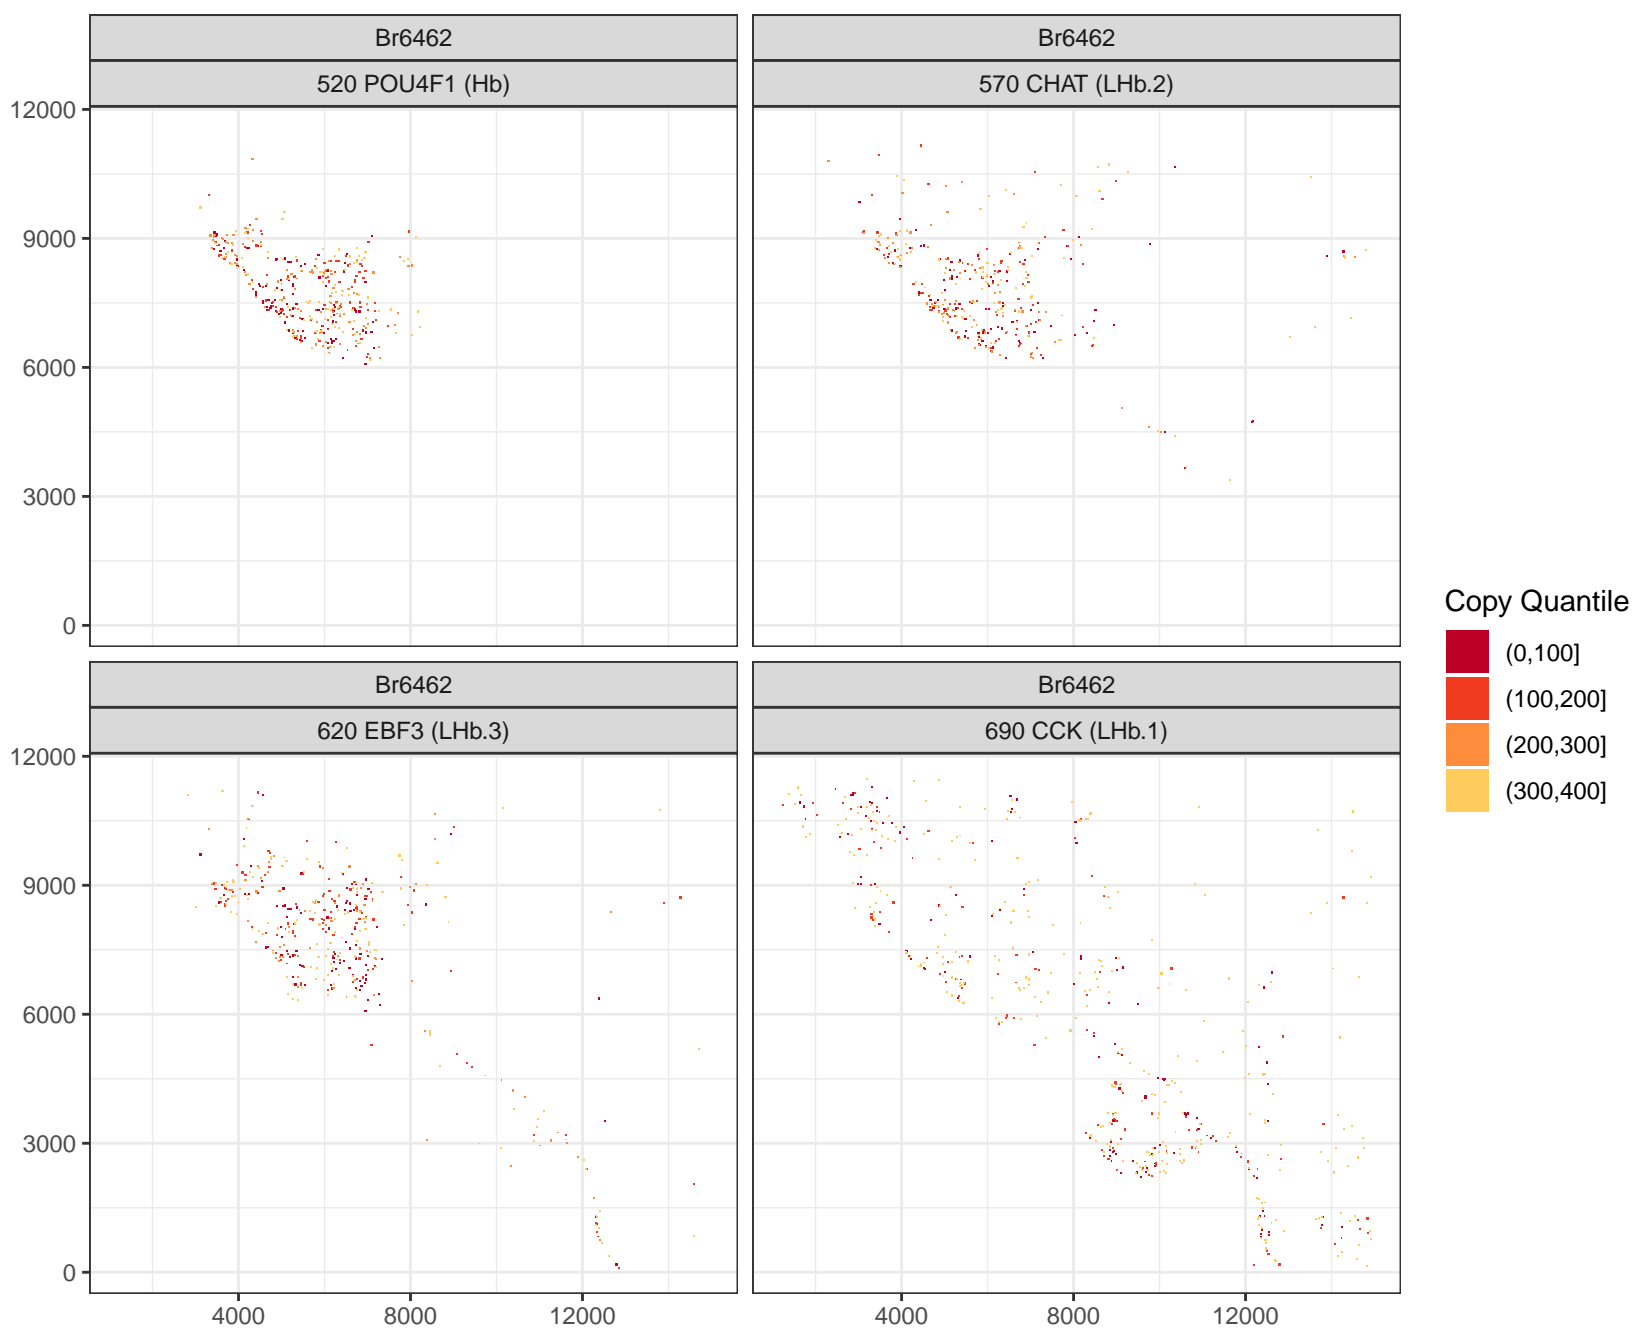 Br6462
Br6462
520 POU4F1 (Hb)
570 CHAT (LHb.2)
12000
9000
6000
3000
0
Br6462
Br6462
620 EBF3 (LHb.3)
690 CCK (LHb.1)
12000
9000
6000
3000
0
4000
8000
12000
4000
8000
12000
Copy Quantile
(0,100]
(100,200]
(200,300]
(300,400]